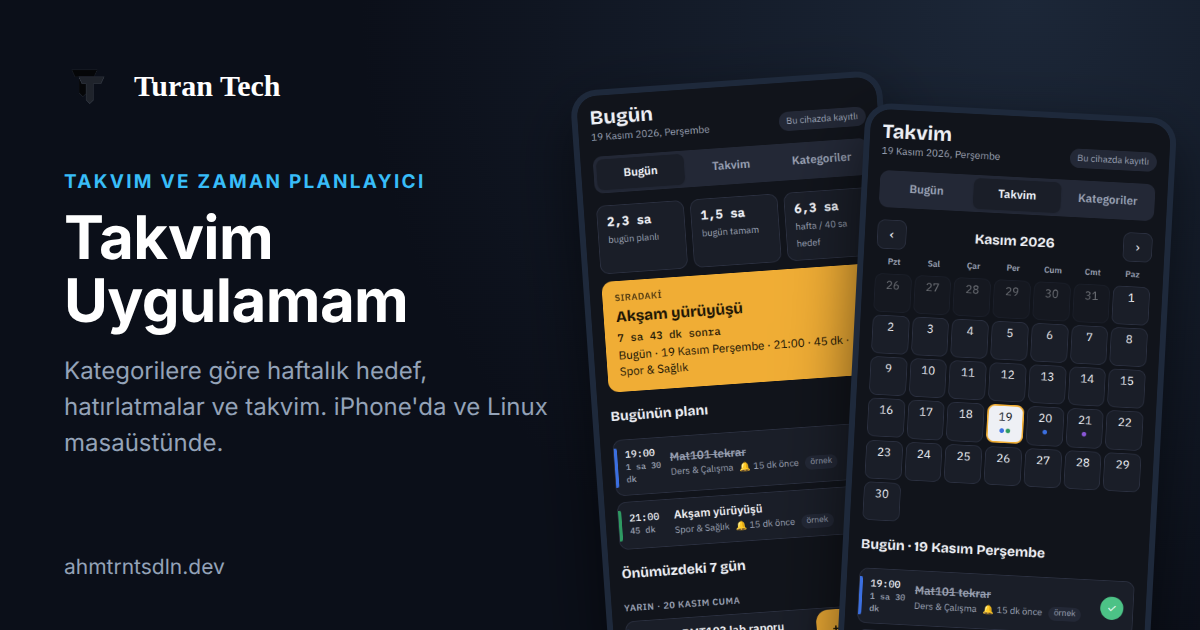 Turan Tech
TAKVIM VE ZAMAN PLANLAYICI
Takvim
Uygulamam
Kategorilere göre haftalık hedef,
hatırlatmalar ve takvim. iPhone'da ve Linux
masaüstünde.
ahmtrntsdln.dev
Bugün
19 Kasım 2026, Perşembe
Bu cihazda kayıtlı
Bugün Takvim Kategoriler
2,3 sa
bugün planlı
1,5 sa
bugün tamam
6,3 sa
hafta / 40 sa
hedef
SIRADAKİ
Akşam yürüyüşü
7 sa 43 dk sonra
Bugün · 19 Kasım Perşembe · 21:00 · 45 dk ·
Spor & Sağlık
Bugünün planı
19:00
1 sa 30
dk
Mat101 tekrar
Ders & Çalışma 🔔 15 dk önce örnek
21:00
45 dk
Akşam yürüyüşü
Spor & Sağlık 🔔 15 dk önce örnek
Önümüzdeki 7 gün
YARIN · 20 KASIM CUMA
lab raporu
Takvim
19 Kasım 2026, Perşembe
Bu cihazda kayıtlı
Bugün Takvim Kategoriler
‹ Kasım 2026 ›
Pzt Sal Çar Per Cum Cmt Paz
26 27 28 29 30 31 1
2 3 4 5 6 7 8
9 10 11 12 13 14 15
16 17 18 19 20 21 22
23 24 25 26 27 28 29
30
Bugün · 19 Kasım Perşembe
19:00
1 sa 30
dk
Mat101 tekrar
Ders & Çalışma 🔔 15 dk önce örnek